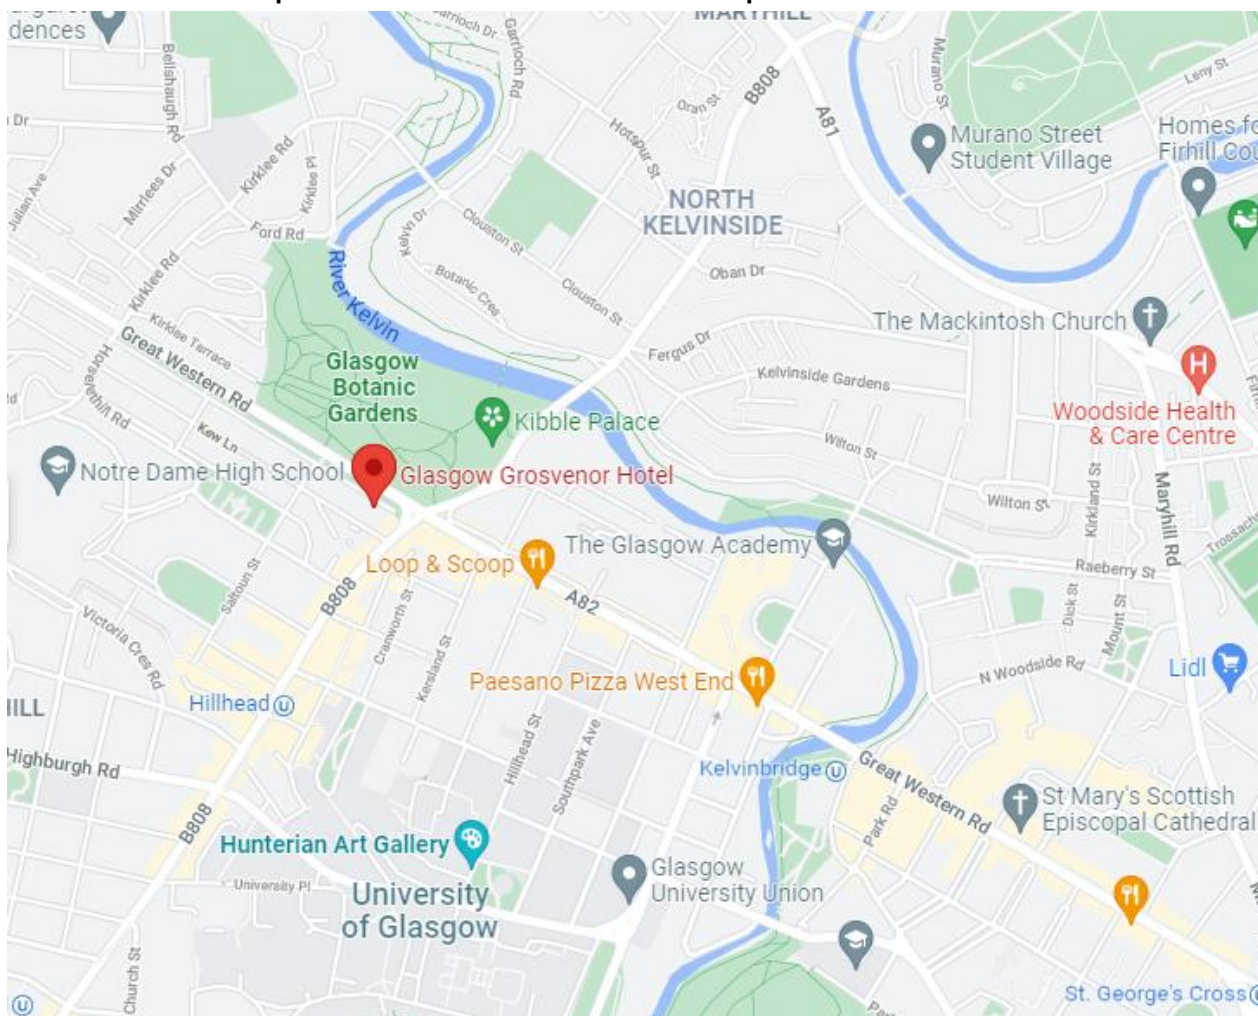 MARYHILL
dences
Garrioch Rd
Bellshaugh Rd
B808
A81
Murano St
Leny St
Oran St
Hotspur St
Murano Street
Student Village
Homes fo
Firhill Cou
Dr
Kirklee Rd
Kirklee Pl
Mirrlees Dr
Julian Ave
NORTH
KELVINSIDE
Ford Rd
Kelvin Dr
Clouston St
River Kelvin
Botanic Cres
Clouston St
Oban Dr
Kirklee Rd
Kirklee Terrace
Great Western Rd
The Mackintosh Church
Fergus Dr
Horselethill Rd
Glasgow
Botanic
Gardens
Kelvinside Gardens
H
Woodside Health
& Care Centre
Kibble Palace
Kew Ln
Wilton St
Notre Dame High School
Glasgow Grosvenor Hotel
Wilton St
Kirkland St
Maryhill Rd
The Glasgow Academy
Loop & Scoop
Raeberry St
B808
A82
Saltoun St
Cranworth St
Kersland St
Dick St
Mount St
Victoria Cres Rd
N Woodside Rd
Lidl
Paesano Pizza West End
Hillhead
HILL
Hillhead St
Southpark Ave
Highburgh Rd
Kelvinbridge
Great Western Rd
Park Rd
St Mary's Scottish
Episcopal Cathedral
B808
Hunterian Art Gallery
Glasgow
University Union
University Pl
University
of Glasgow
Church St
St. George's Cross